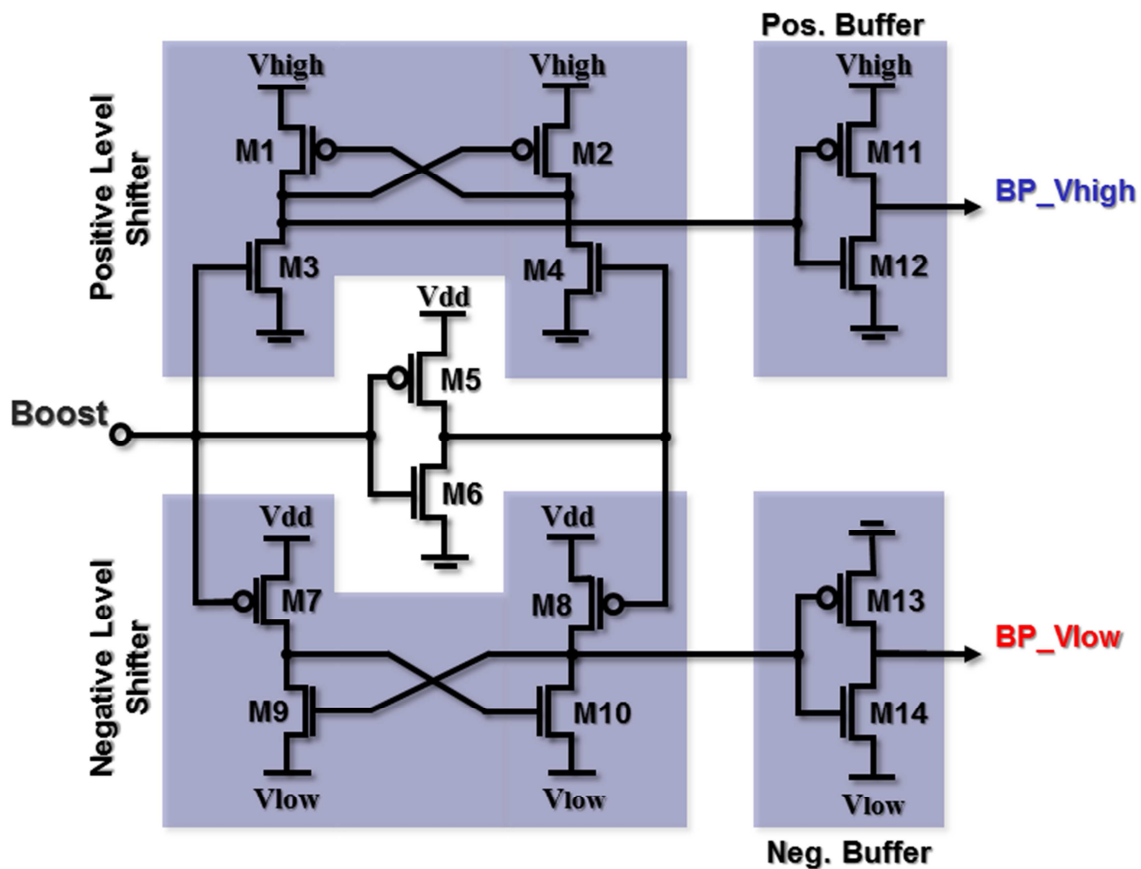 Pos. Buffer
Positive Level
Shifter
Vhigh
Vhigh
Vhigh
M1
M2
M11
BP_Vhigh
M3
M4
M12
Vdd
M5
Boost
M6
Negative Level
Shifter
Vdd
Vdd
M7
M8
M13
BP_Vlow
M9
M10
M14
Vlow
Vlow
Vlow
Neg. Buffer